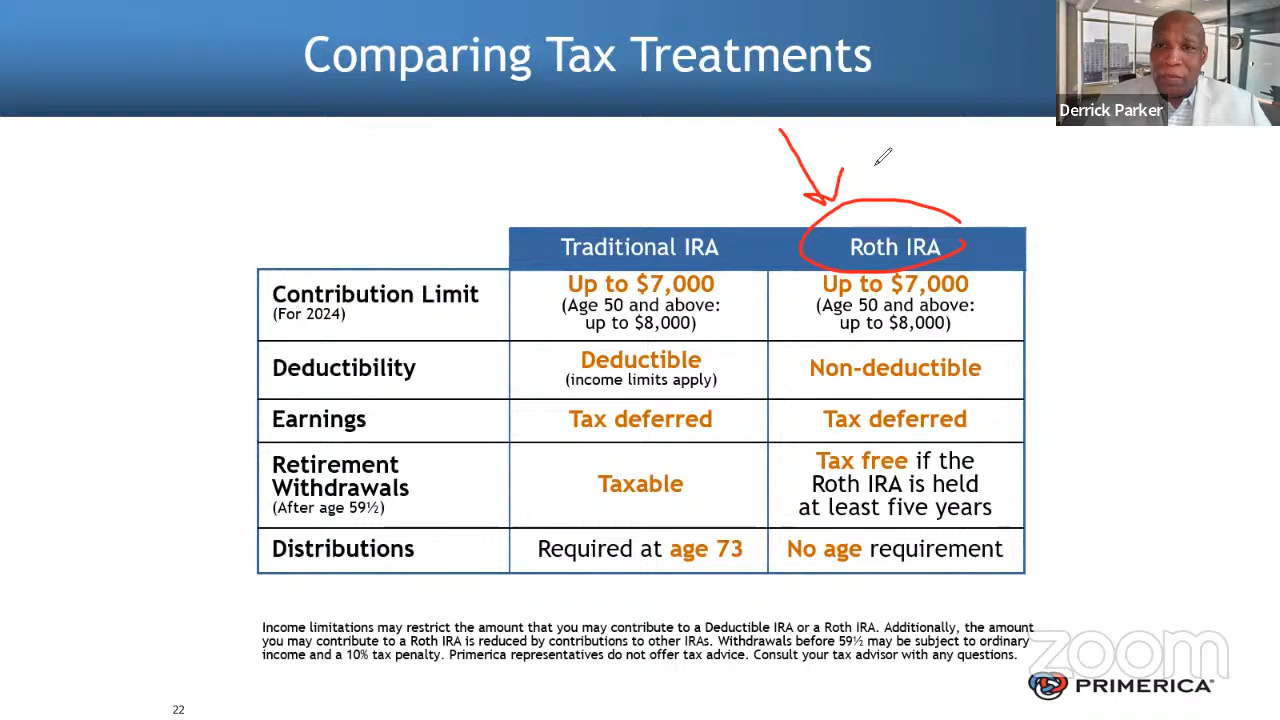 Comparing Tax Treatments
Derrick Parker
Traditional IRA
Roth IRA
Contribution Limit
(For 2024)
Up to $7,000
(Age 50 and above:
up to $8,000)
Up to $7,000
(Age 50 and above:
up to $8,000)
Deductibility
Deductible
(income limits apply)
Non-deductible
Earnings
Tax deferred
Tax deferred
Retirement
Withdrawals
(After age 59½)
Taxable
Tax free if the
Roth IRA is held
at least five years
Distributions
Required at age 73
No age requirement
Income limitations may restrict the amount that you may contribute to a Deductible IRA or a Roth IRA. Additionally, the amount
you may contribute to a Roth IRA is reduced by contributions to other IRAs. Withdrawals before 59½ may be subject to ordinary
income and a 10% tax penalty. Primerica representatives do not offer tax advice. Consult your tax advisor with any questions.
zoom
PRIMERICA
22